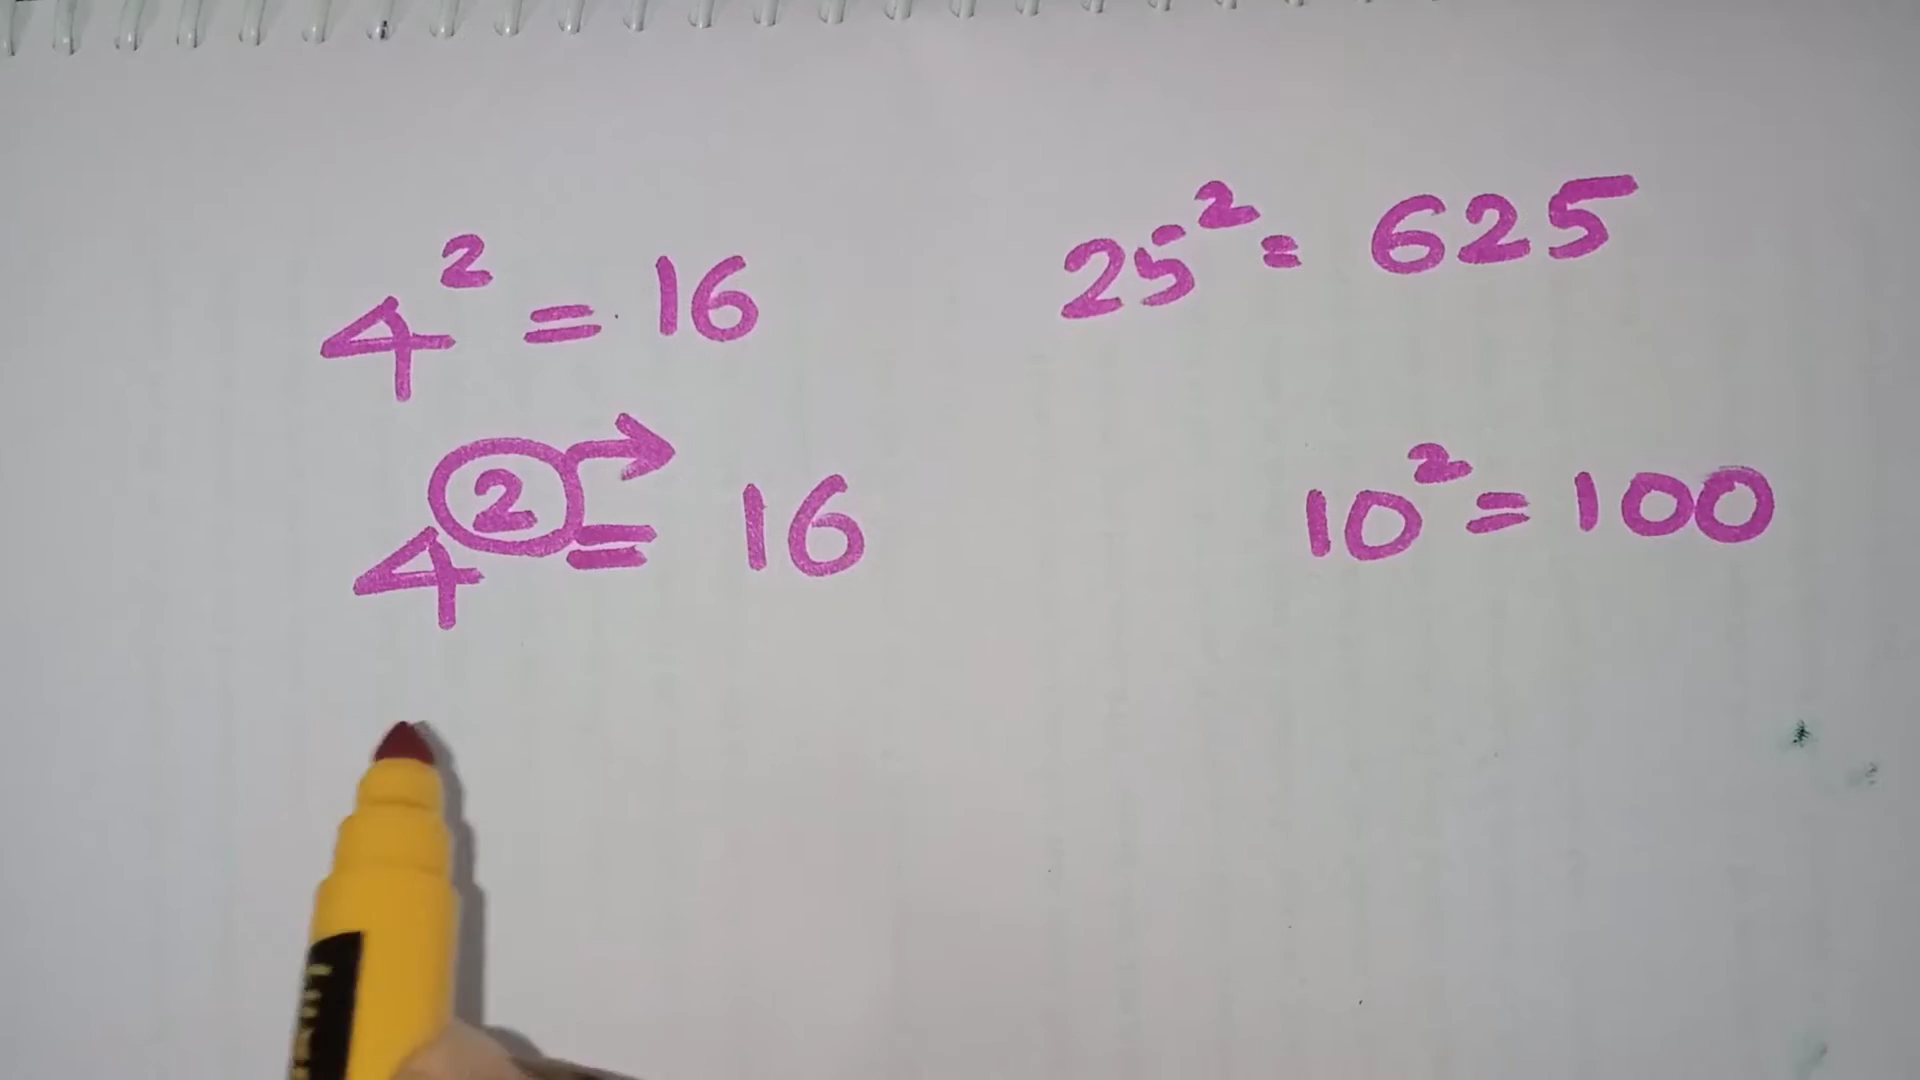 4² = 16
25² = 625
4² = 16
10² = 100